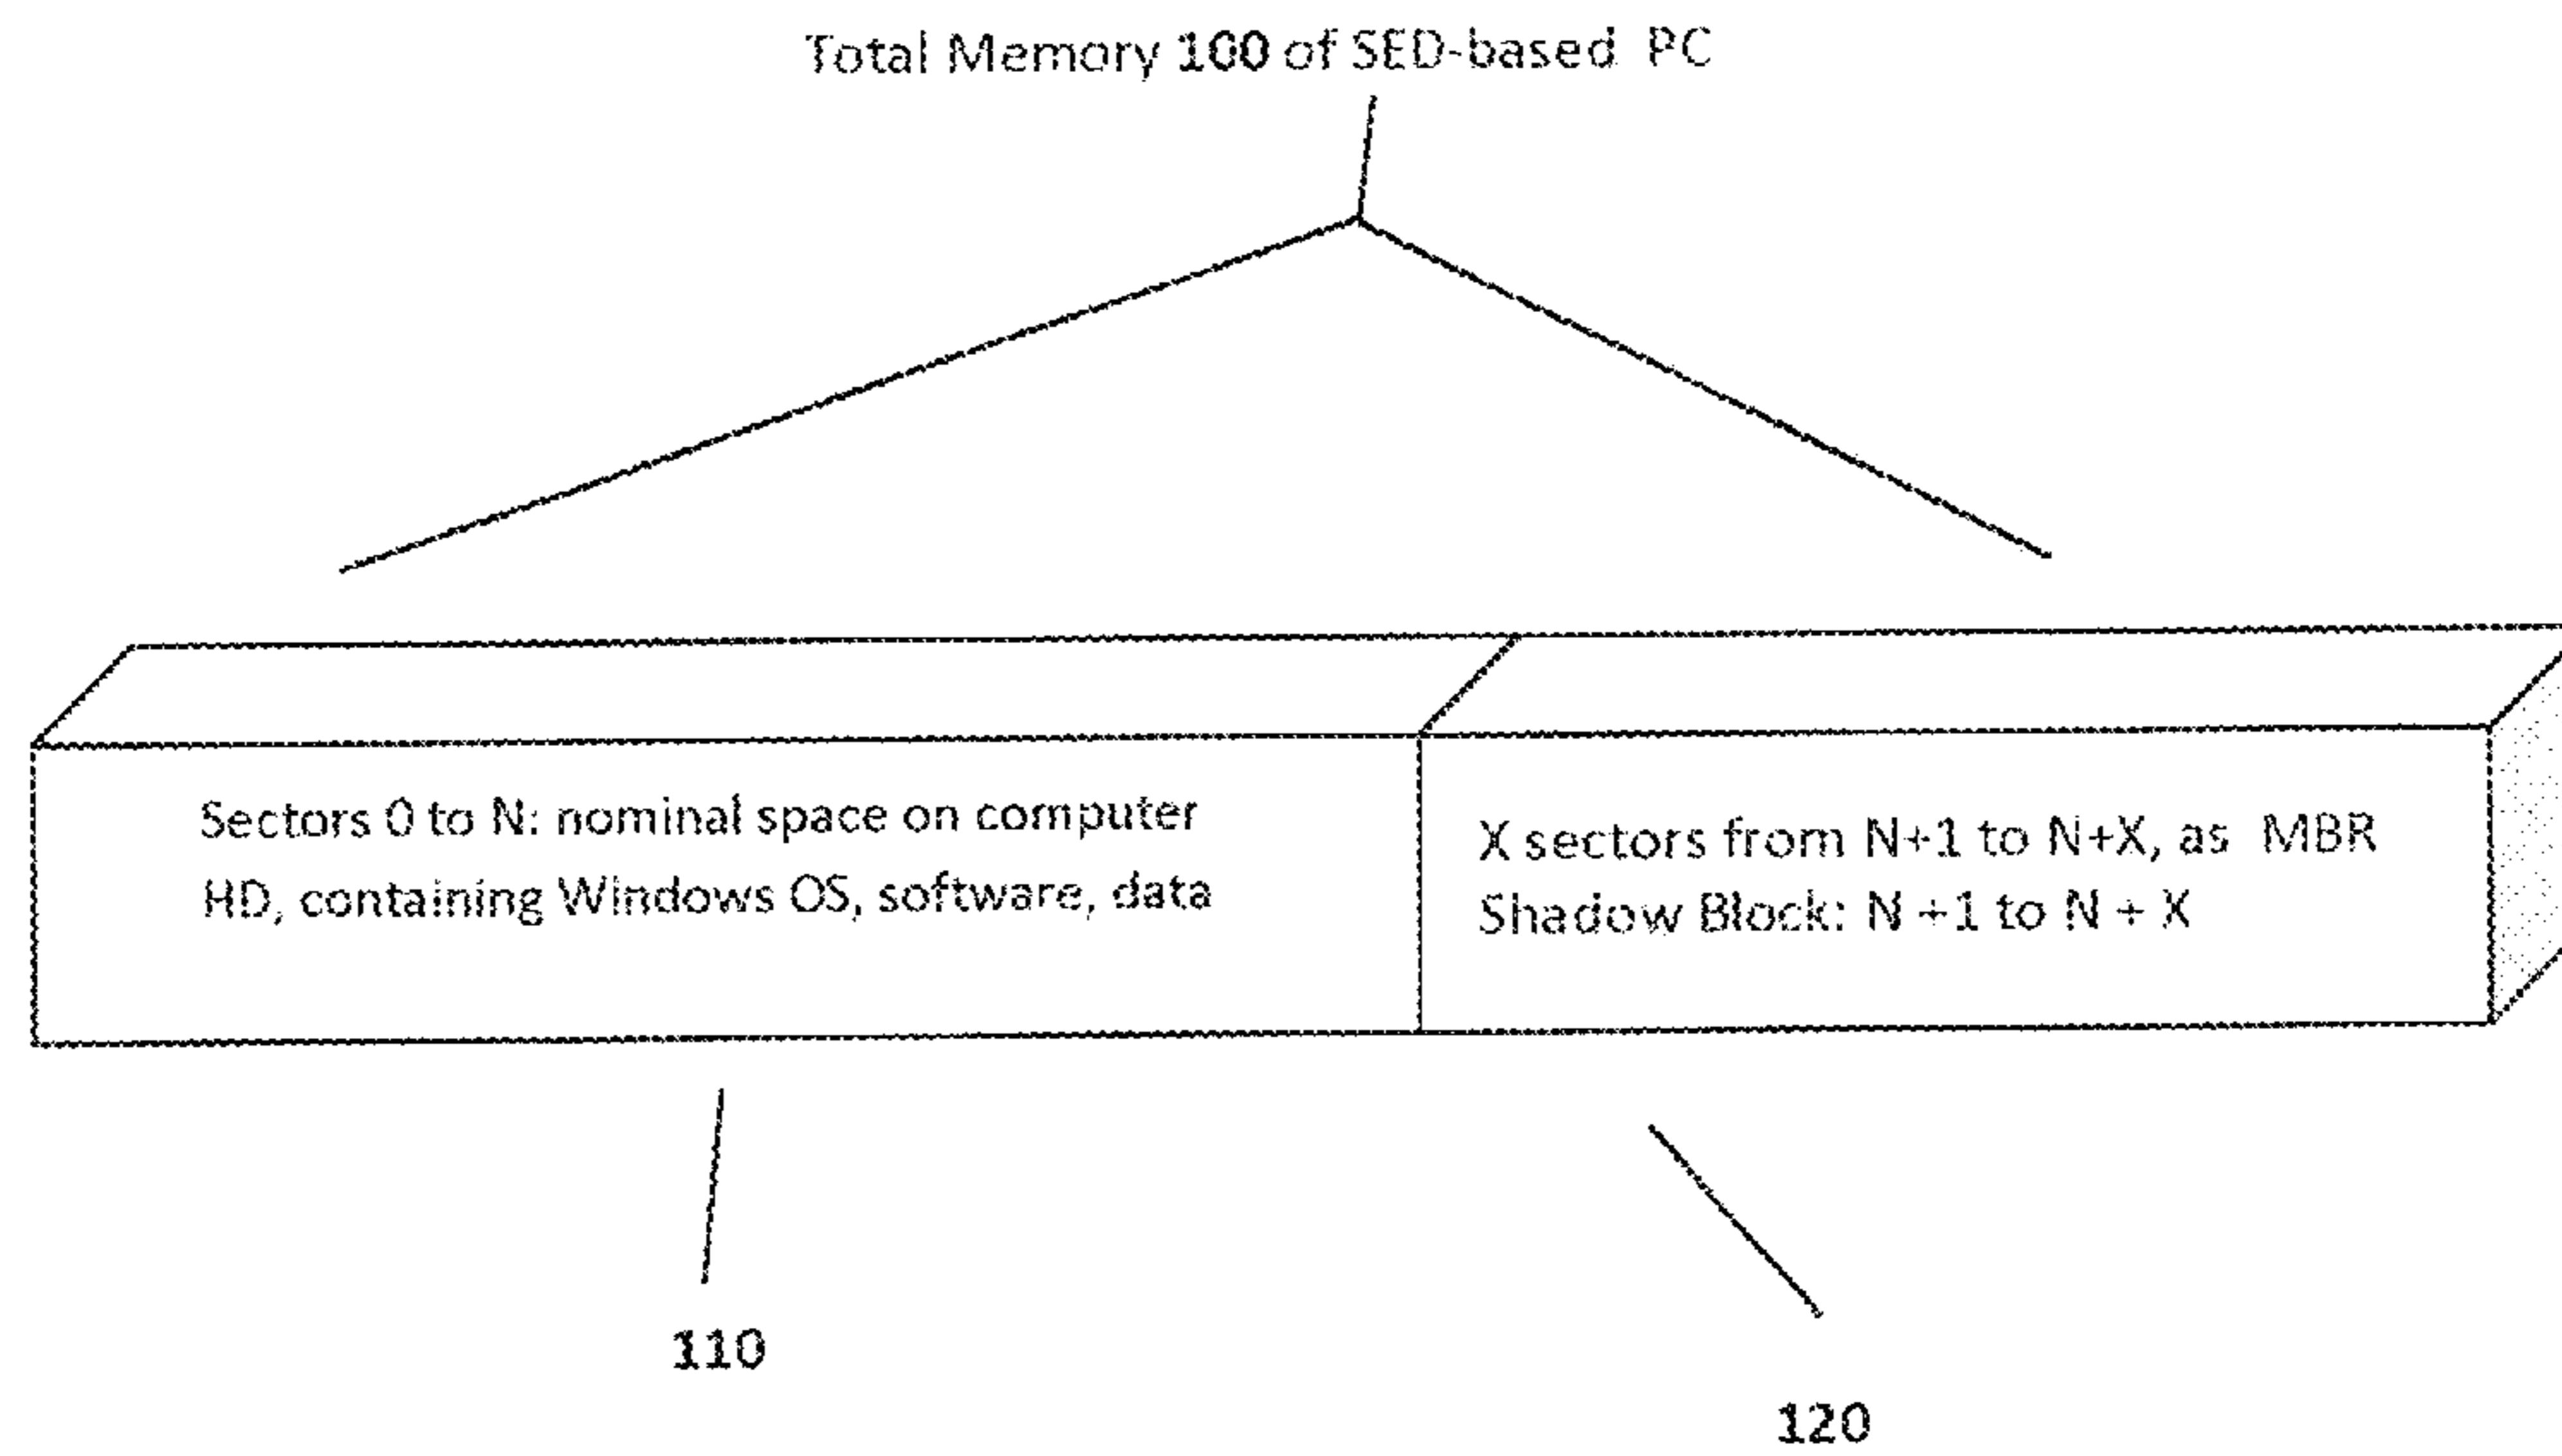 Total Memory 100 of SED-based PC
Sectors 0 to N: nominal space on computer
HD, containing Windows OS, software, data
X sectors from N+1 to N+X, as MBR
Shadow Block: N +1 to N + X
110
120